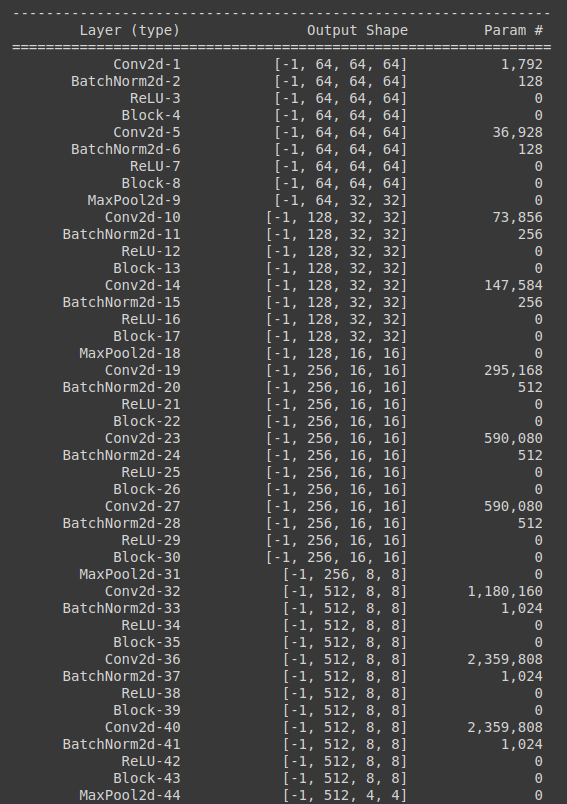 ----------------------------------------------------------------
        Layer (type)               Output Shape         Param #
================================================================
            Conv2d-1           [-1, 64, 64, 64]           1,792
       BatchNorm2d-2           [-1, 64, 64, 64]             128
              ReLU-3           [-1, 64, 64, 64]               0
             Block-4           [-1, 64, 64, 64]               0
            Conv2d-5           [-1, 64, 64, 64]          36,928
       BatchNorm2d-6           [-1, 64, 64, 64]             128
              ReLU-7           [-1, 64, 64, 64]               0
             Block-8           [-1, 64, 64, 64]               0
         MaxPool2d-9           [-1, 64, 32, 32]               0
           Conv2d-10          [-1, 128, 32, 32]          73,856
      BatchNorm2d-11          [-1, 128, 32, 32]             256
             ReLU-12          [-1, 128, 32, 32]               0
            Block-13          [-1, 128, 32, 32]               0
           Conv2d-14          [-1, 128, 32, 32]         147,584
      BatchNorm2d-15          [-1, 128, 32, 32]             256
             ReLU-16          [-1, 128, 32, 32]               0
            Block-17          [-1, 128, 32, 32]               0
        MaxPool2d-18          [-1, 128, 16, 16]               0
           Conv2d-19          [-1, 256, 16, 16]         295,168
      BatchNorm2d-20          [-1, 256, 16, 16]             512
             ReLU-21          [-1, 256, 16, 16]               0
            Block-22          [-1, 256, 16, 16]               0
           Conv2d-23          [-1, 256, 16, 16]         590,080
      BatchNorm2d-24          [-1, 256, 16, 16]             512
             ReLU-25          [-1, 256, 16, 16]               0
            Block-26          [-1, 256, 16, 16]               0
           Conv2d-27          [-1, 256, 16, 16]         590,080
      BatchNorm2d-28          [-1, 256, 16, 16]             512
             ReLU-29          [-1, 256, 16, 16]               0
            Block-30          [-1, 256, 16, 16]               0
        MaxPool2d-31            [-1, 256, 8, 8]               0
           Conv2d-32            [-1, 512, 8, 8]       1,180,160
      BatchNorm2d-33            [-1, 512, 8, 8]           1,024
             ReLU-34            [-1, 512, 8, 8]               0
            Block-35            [-1, 512, 8, 8]               0
           Conv2d-36            [-1, 512, 8, 8]       2,359,808
      BatchNorm2d-37            [-1, 512, 8, 8]           1,024
             ReLU-38            [-1, 512, 8, 8]               0
            Block-39            [-1, 512, 8, 8]               0
           Conv2d-40            [-1, 512, 8, 8]       2,359,808
      BatchNorm2d-41            [-1, 512, 8, 8]           1,024
             ReLU-42            [-1, 512, 8, 8]               0
            Block-43            [-1, 512, 8, 8]               0
        MaxPool2d-44            [-1, 512, 4, 4]               0